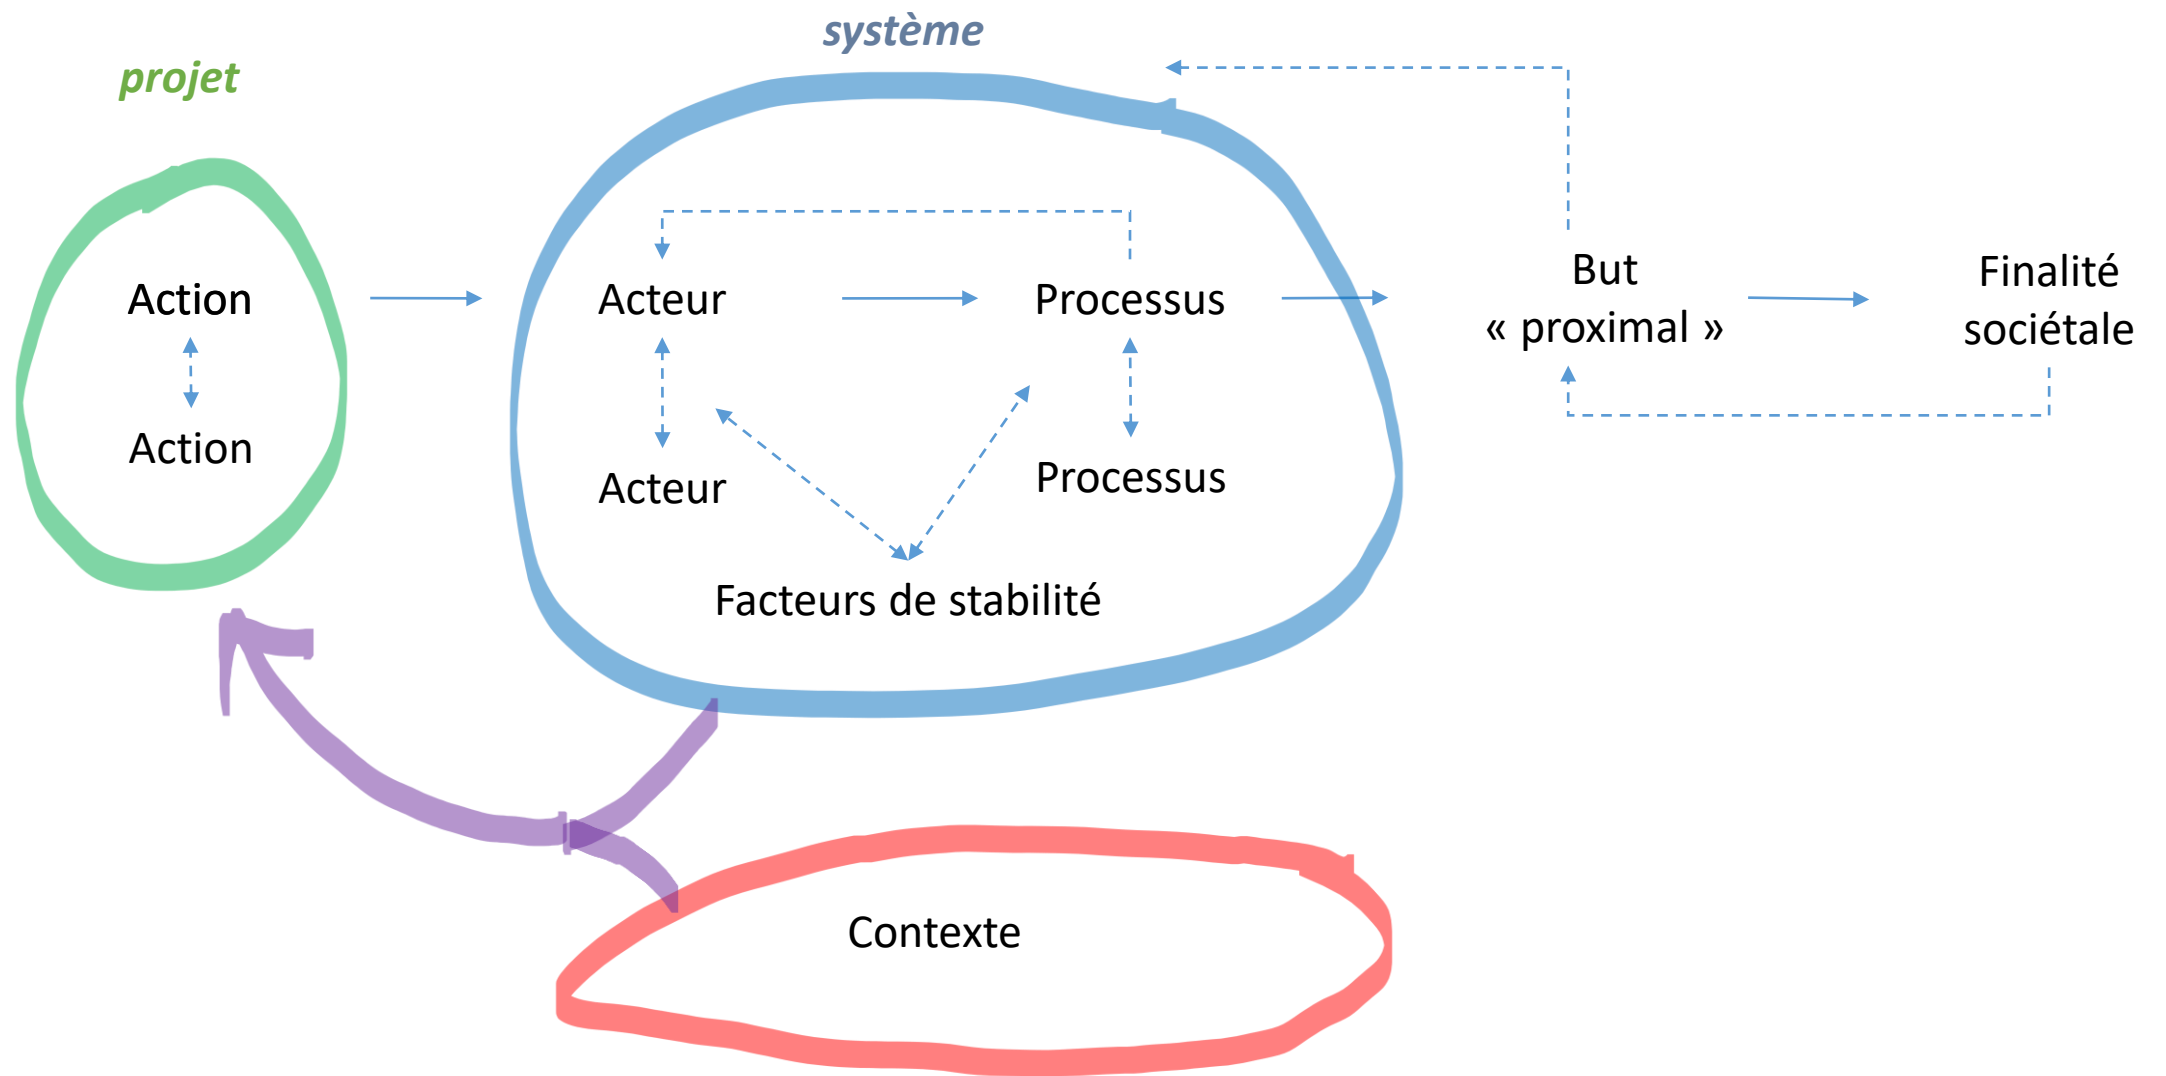 système
projet
Action
Acteur
Processus
But
« proximal »
Finalité
sociétale
Action
Acteur
Processus
Facteurs de stabilité
Contexte